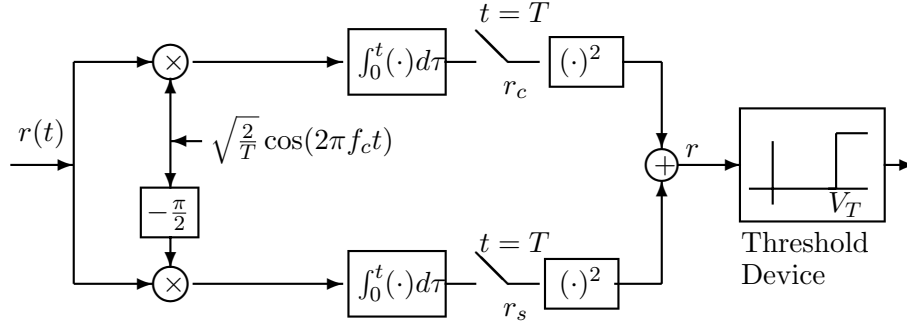 t = T
× ∫₀ᵗ(·)dτ (·)²
r_c
r(t) √(2/T) cos(2πf_c t)
+ r
−π/2
V_T
t = T
Threshold
Device
× ∫₀ᵗ(·)dτ (·)²
r_s